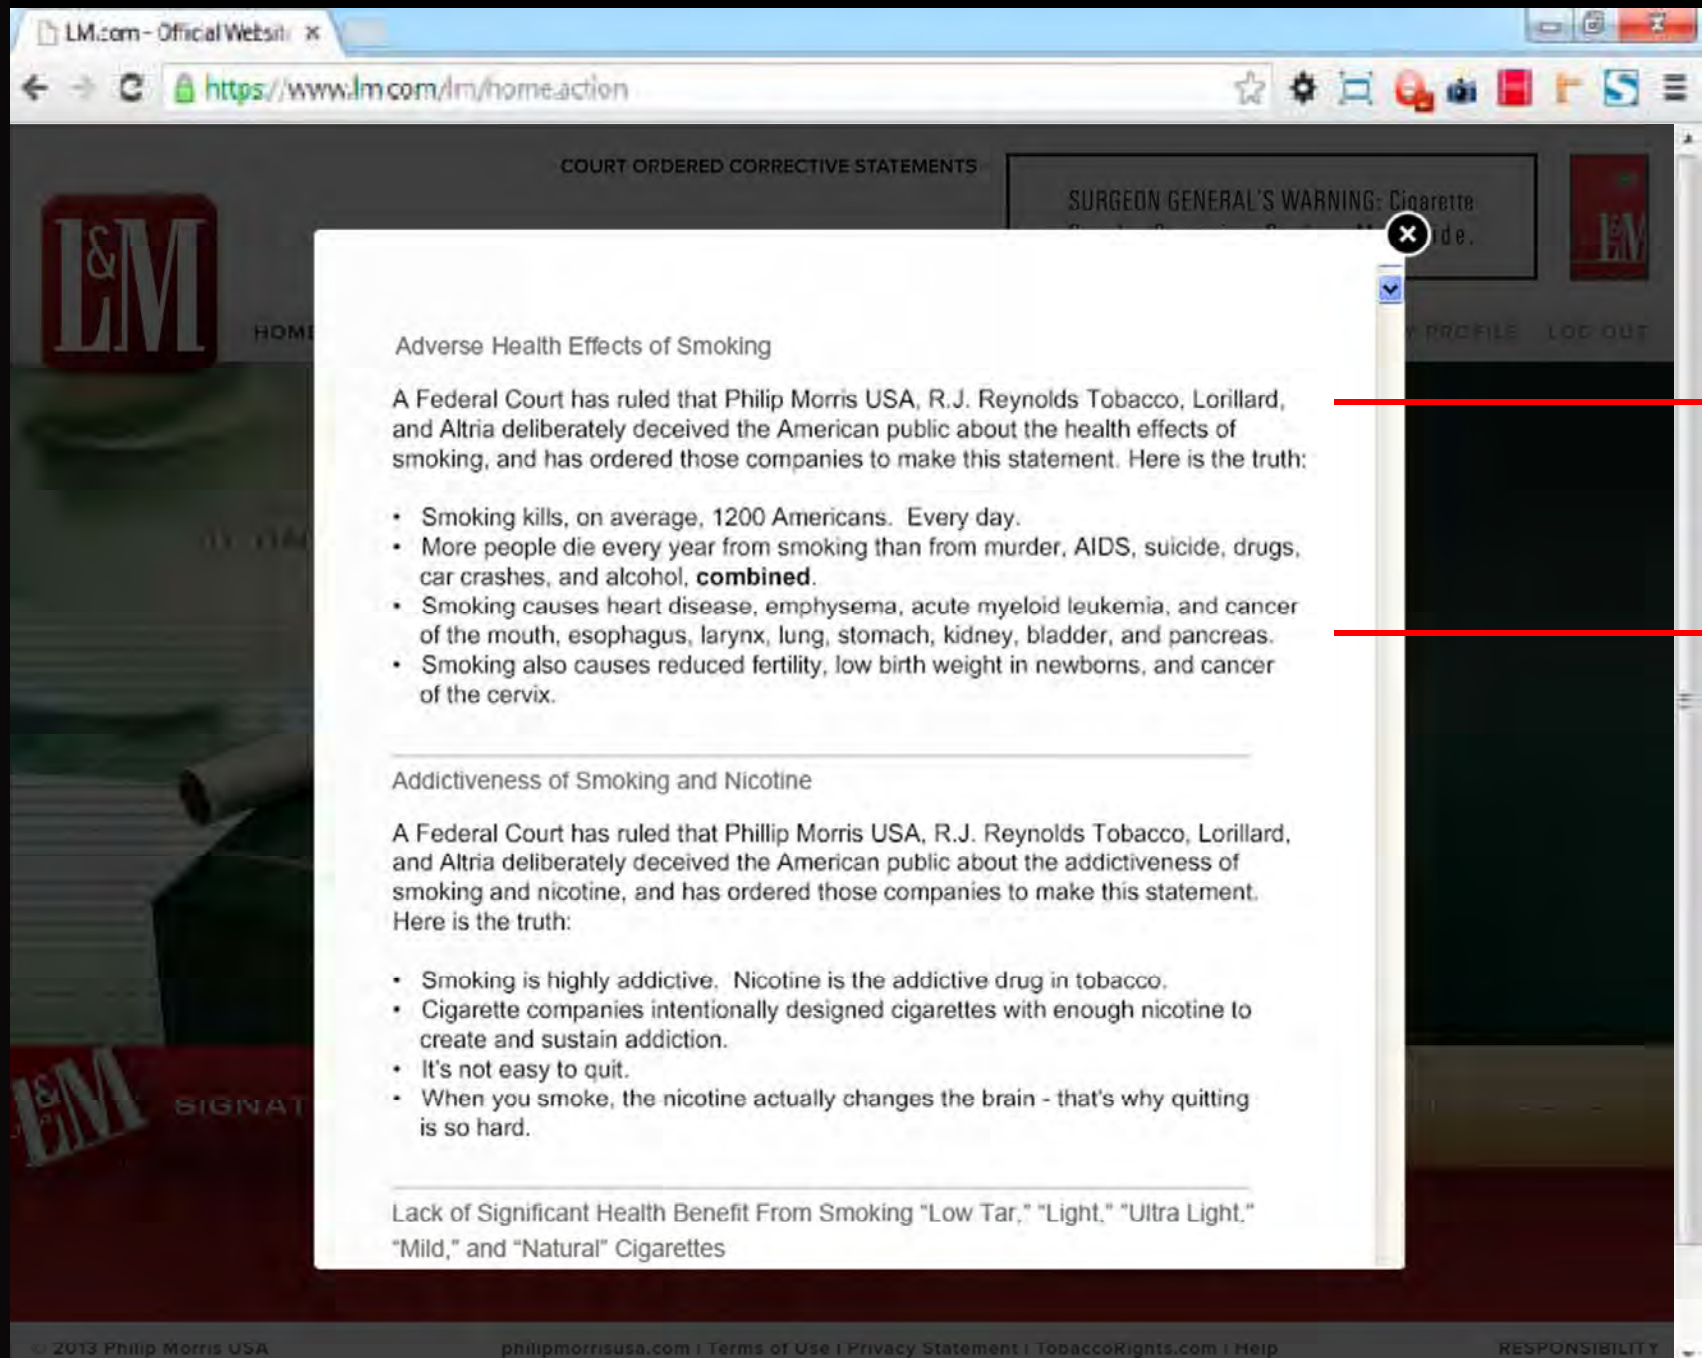 LM.com - Official Websit
https://www.lm.com/lm/home.action
COURT ORDERED CORRECTIVE STATEMENTS
SURGEON GENERAL'S WARNING: Cigarette
L&M
L&M
HOME
PROFILE LOG OUT
Adverse Health Effects of Smoking
A Federal Court has ruled that Philip Morris USA, R.J. Reynolds Tobacco, Lorillard,
and Altria deliberately deceived the American public about the health effects of
smoking, and has ordered those companies to make this statement. Here is the truth:
• Smoking kills, on average, 1200 Americans. Every day.
• More people die every year from smoking than from murder, AIDS, suicide, drugs,
car crashes, and alcohol, combined.
• Smoking causes heart disease, emphysema, acute myeloid leukemia, and cancer
of the mouth, esophagus, larynx, lung, stomach, kidney, bladder, and pancreas.
• Smoking also causes reduced fertility, low birth weight in newborns, and cancer
of the cervix.
Addictiveness of Smoking and Nicotine
A Federal Court has ruled that Phillip Morris USA, R.J. Reynolds Tobacco, Lorillard,
and Altria deliberately deceived the American public about the addictiveness of
smoking and nicotine, and has ordered those companies to make this statement.
Here is the truth:
• Smoking is highly addictive. Nicotine is the addictive drug in tobacco.
• Cigarette companies intentionally designed cigarettes with enough nicotine to
create and sustain addiction.
• It's not easy to quit.
• When you smoke, the nicotine actually changes the brain - that's why quitting
is so hard.
L&M
SIGNAT
Lack of Significant Health Benefit From Smoking "Low Tar," "Light," "Ultra Light,"
"Mild," and "Natural" Cigarettes
© 2013 Philip Morris USA
philipmorrisusa.com | Terms of Use | Privacy Statement | TobaccoRights.com | Help
RESPONSIBILITY